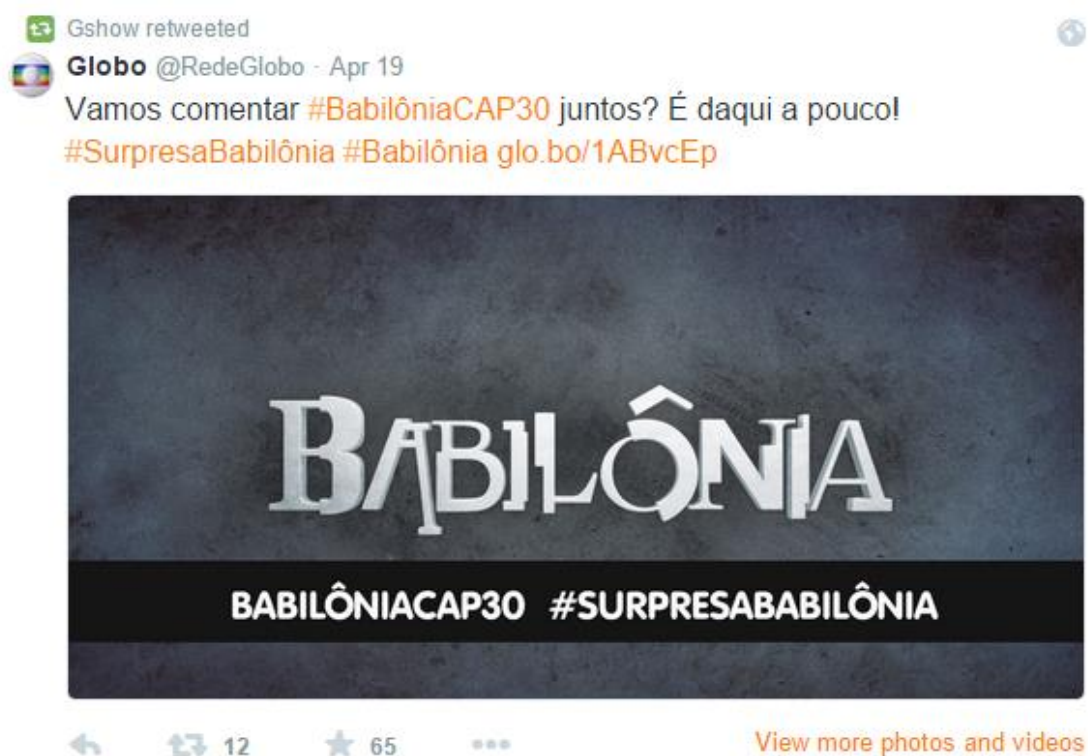 Gshow retweeted
Globo @RedeGlobo · Apr 19
Vamos comentar #BabilôniaCAP30 juntos? É daqui a pouco!
#SurpresaBabilônia #Babilônia glo.bo/1ABvcEp
BABILÔNIA
BABILÔNIACAP30 #SURPRESABABILÔNIA
12 65 View more photos and videos